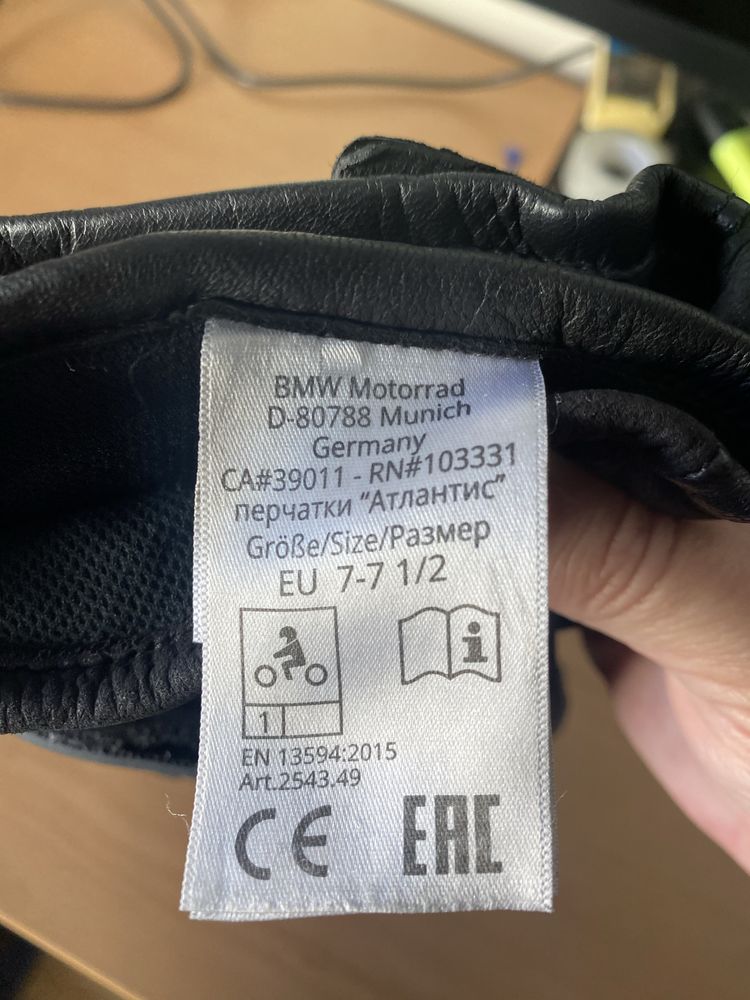 BMW Motorrad
D-80788 Munich
Germany
CA#39011 - RN#103331
перчатки “Атлантис”
Größe/Size/Размер
EU 7-7 1/2
i
1
EN 13594:2015
Art.2543.49
CE EAC